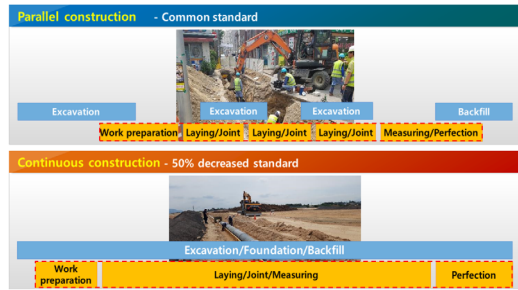 Parallel construction - Common standard
Excavation Excavation Excavation Backfill
Work preparation Laying/Joint Laying/Joint Laying/Joint Measuring/Perfection
Continuous construction - 50% decreased standard
Excavation/Foundation/Backfill
Work
preparation
Laying/Joint/Measuring
Perfection